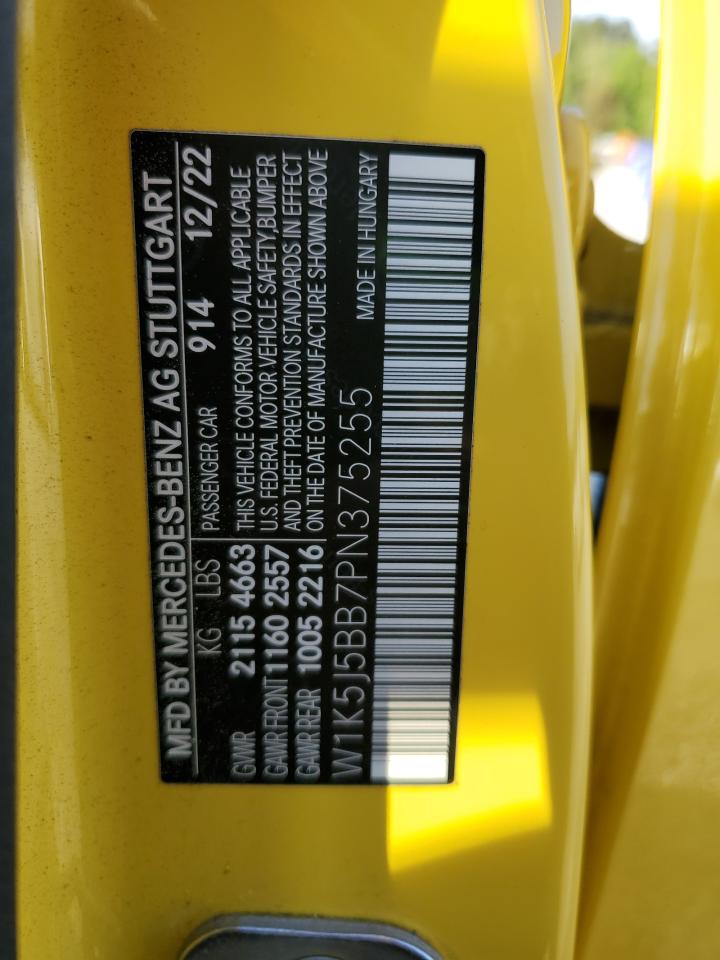 MFD BY MERCEDES-BENZ AG STUTTGART
KG LBS PASSENGER CAR 914 12/22
GVWR 2115 4663 THIS VEHICLE CONFORMS TO ALL APPLICABLE
GAWR FRONT 1160 2557 U.S. FEDERAL MOTOR VEHICLE SAFETY,BUMPER
GAWR REAR 1005 2216 AND THEFT PREVENTION STANDARDS IN EFFECT
ON THE DATE OF MANUFACTURE SHOWN ABOVE
W1K5J5BB7PN375255 MADE IN HUNGARY